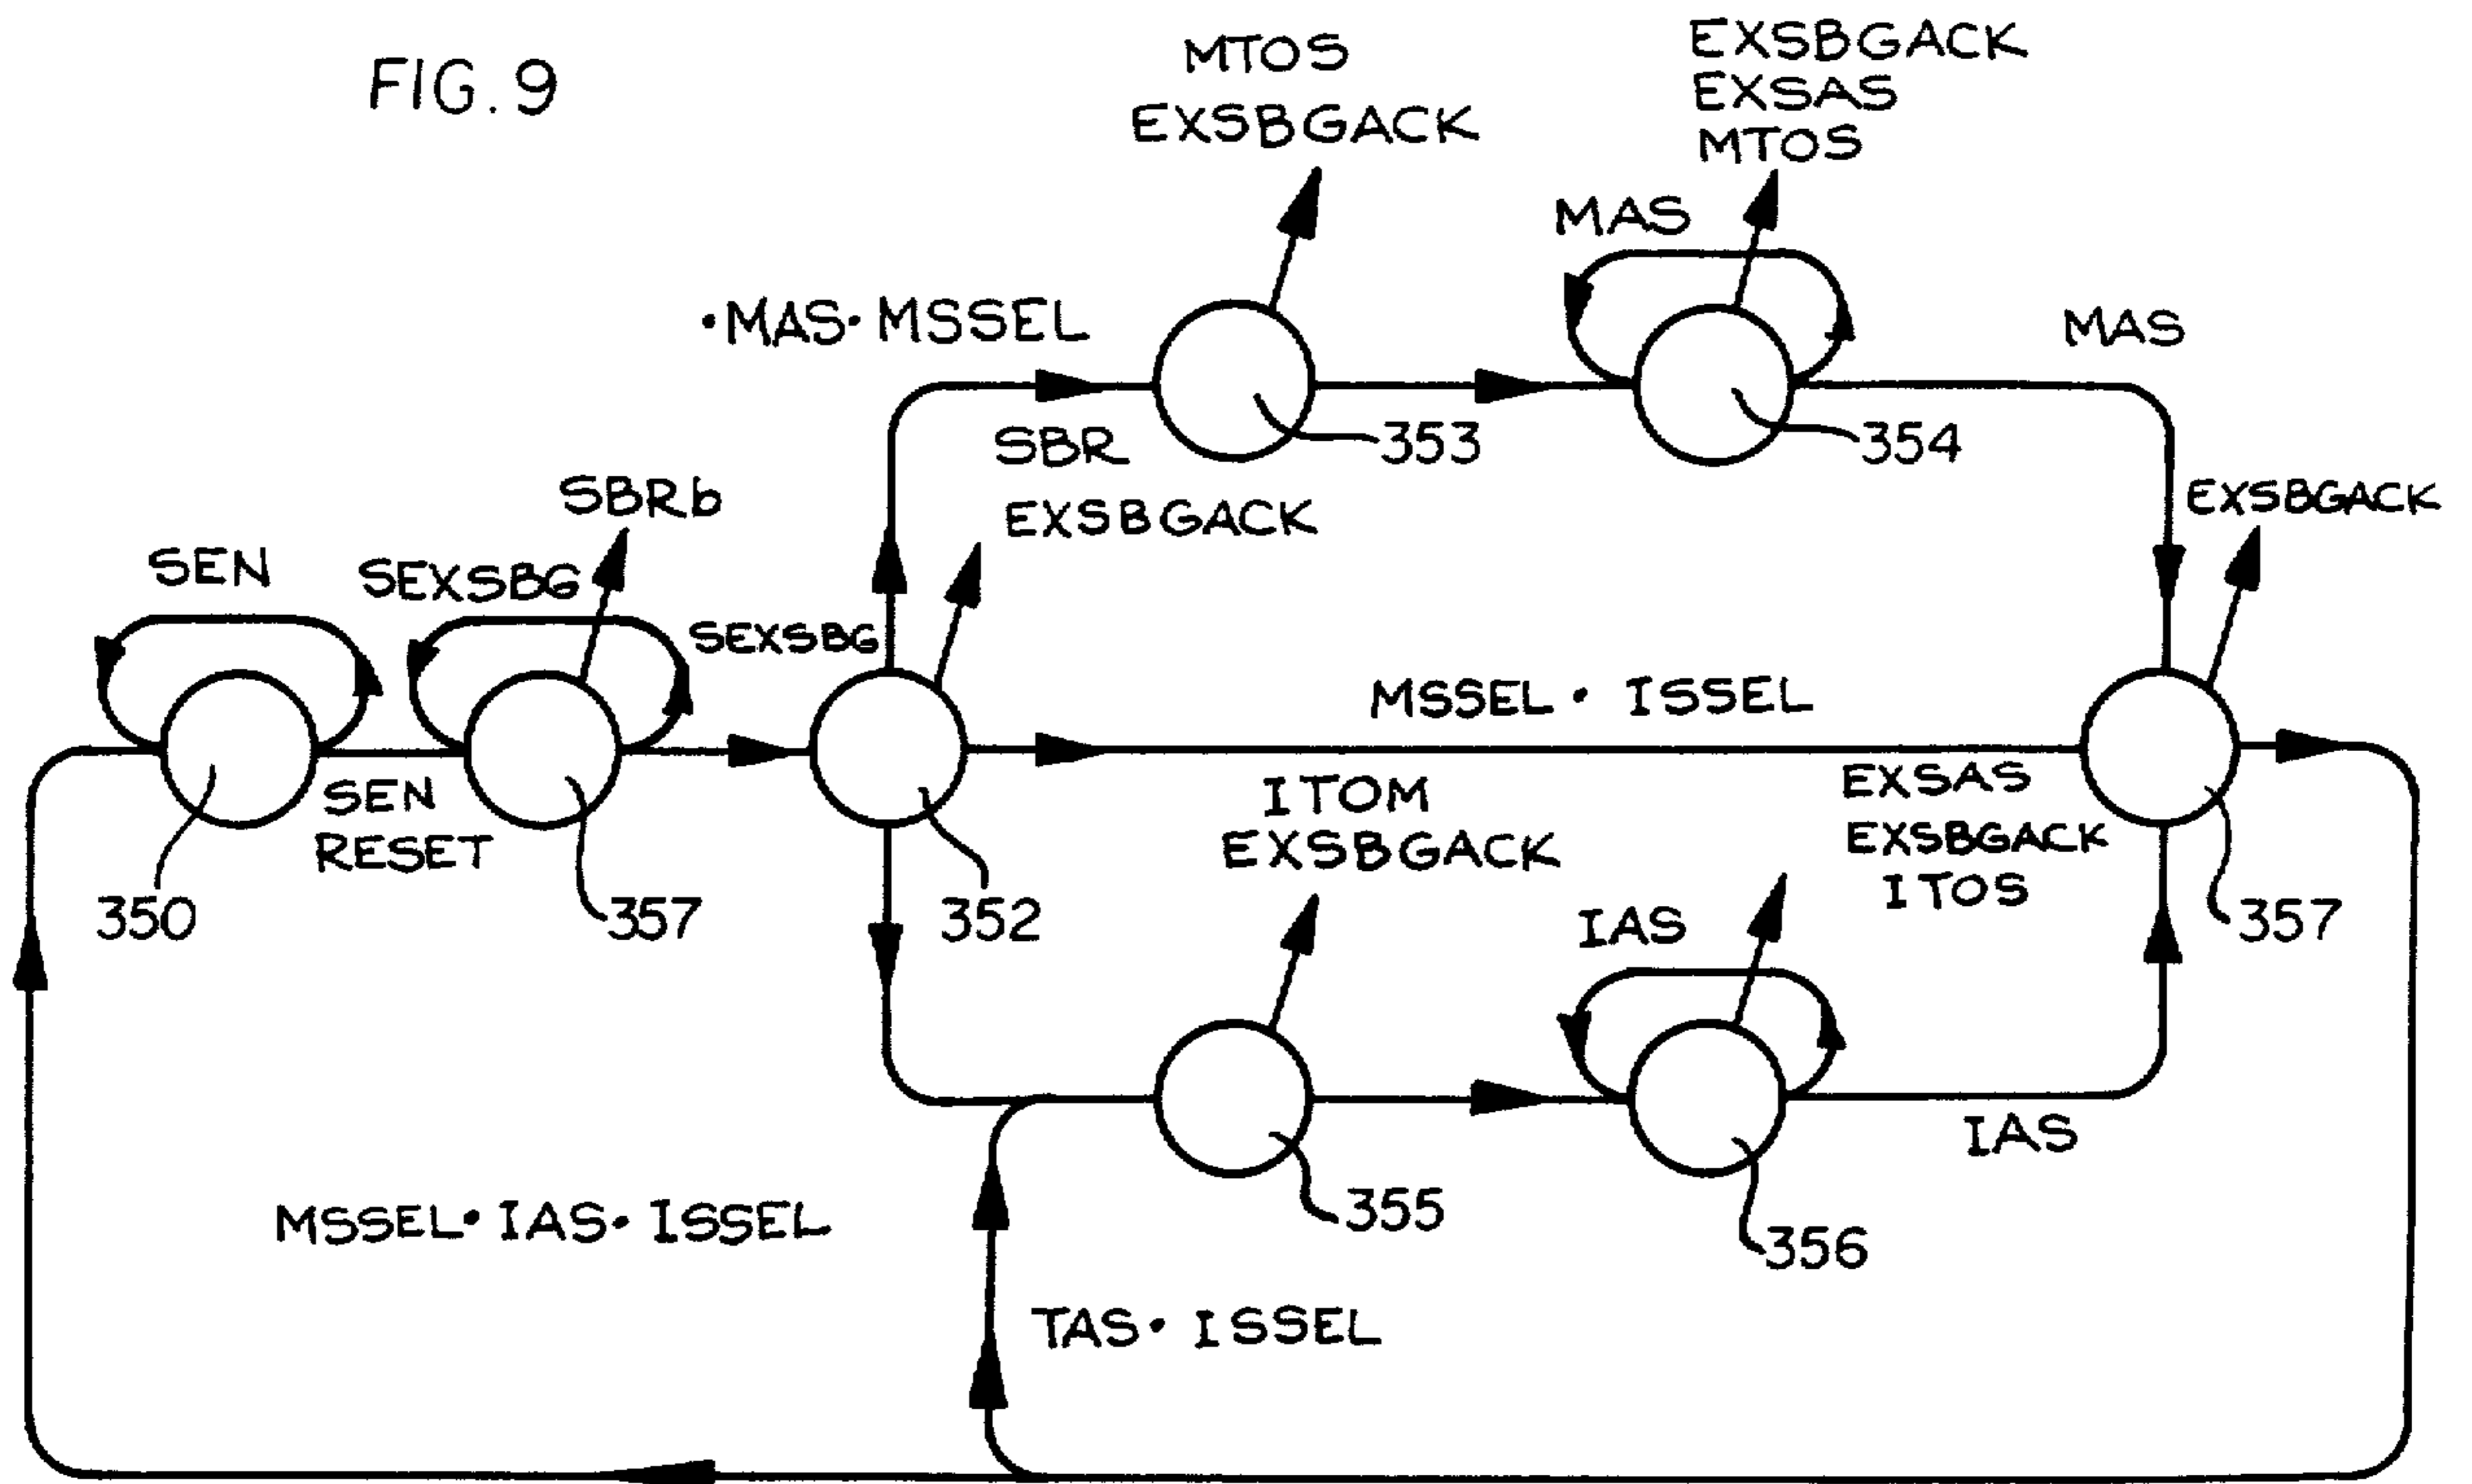 FIG. 9
MTOS
EXSBGACK
EXSBGACK
EXSAS
MTOS
MAS
•MAS•MSSEL
MAS
SBR
353
354
EXSBGACK
SBRb
EXSBGACK
SEN
SEXSBG
SEXSBG
MSSEL • ISSEL
SEN
RESET
ITOM
EXSBGACK
EXSAS
EXSBGACK
ITOS
350
357
352
IAS
357
IAS
355
356
MSSEL•IAS•ISSEL
TAS•ISSEL